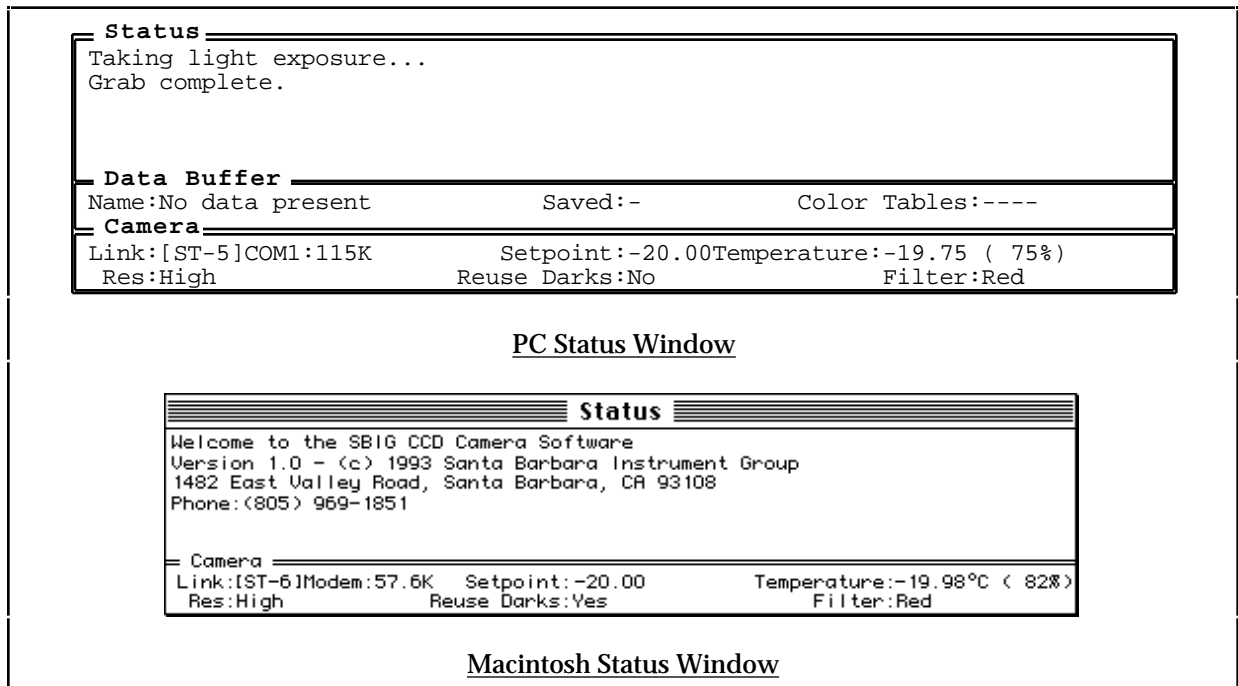 Status
Taking light exposure...
Grab complete.
Data Buffer
Name:No data present Saved:- Color Tables:----
Camera
Link:[ST-5]COM1:115K Setpoint:-20.00Temperature:-19.75 ( 75%)
Res:High Reuse Darks:No Filter:Red
PC Status Window
Status
Welcome to the SBIG CCD Camera Software
Version 1.0 - (c) 1993 Santa Barbara Instrument Group
1482 East Valley Road, Santa Barbara, CA 93108
Phone:(805) 969-1851
Camera
Link:[ST-6]Modem:57.6K Setpoint:-20.00 Temperature:-19.98°C ( 82%)
Res:High Reuse Darks:Yes Filter:Red
Macintosh Status Window